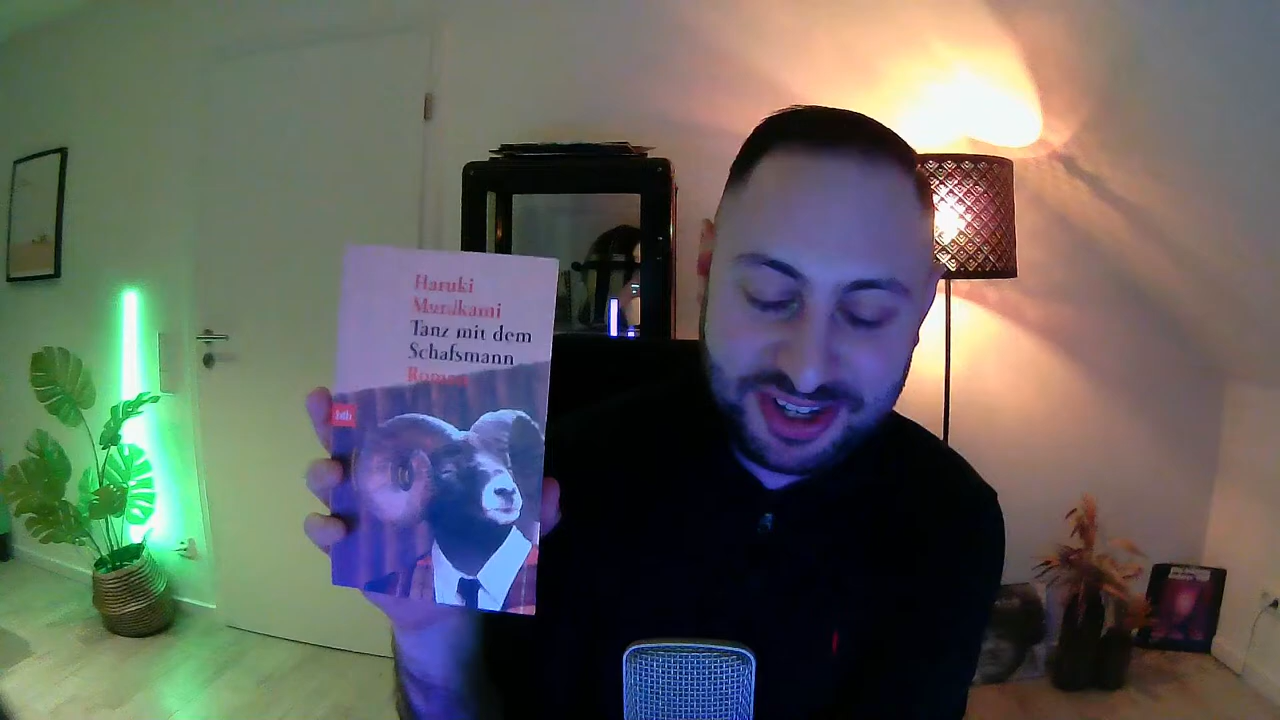 Haruki
Murakami
Tanz mit dem
Schafsmann
Roman
btb